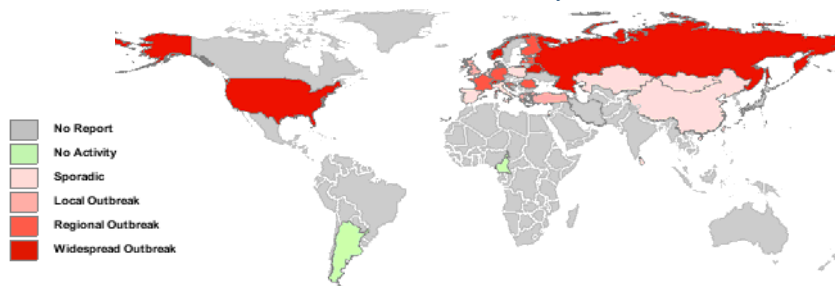 No Report
No Activity
Sporadic
Local Outbreak
Regional Outbreak
Widespread Outbreak